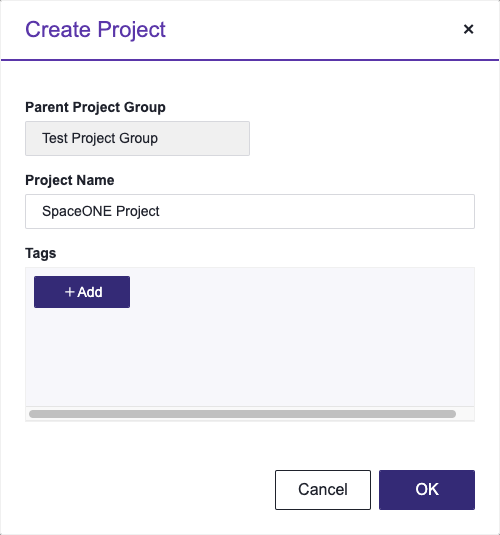 Create Project
×
Parent Project Group
Test Project Group
Project Name
SpaceONE Project
Tags
+ Add
Cancel
OK